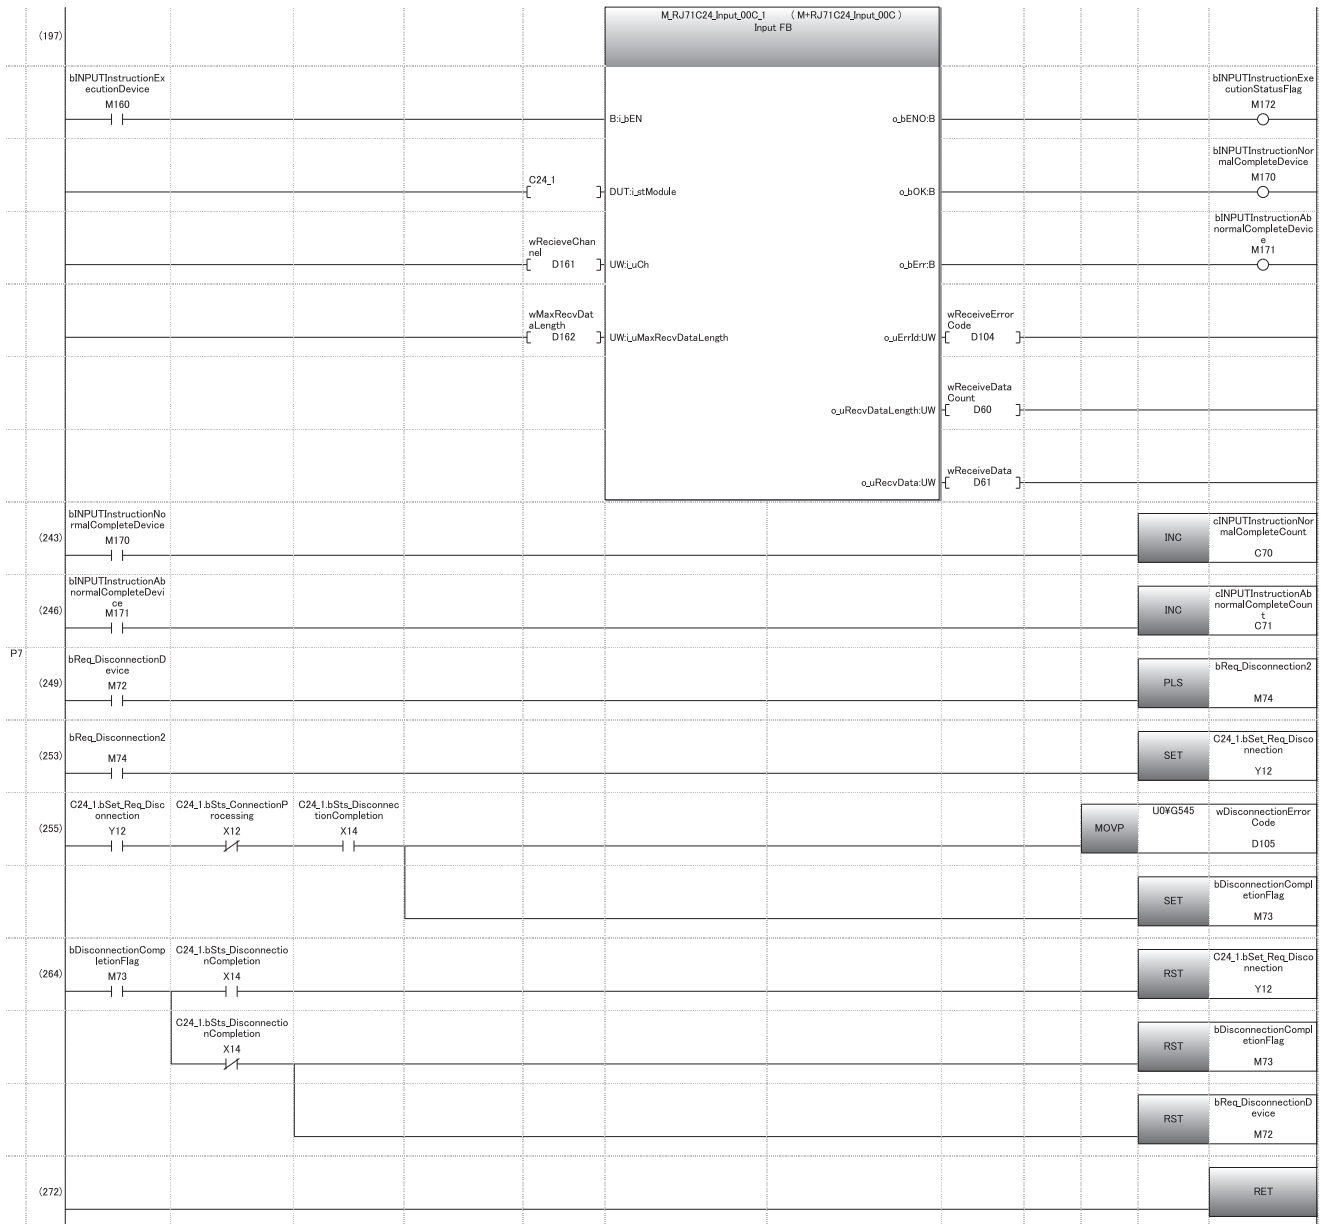 M_RJ71C24_Input_00C_1 ( M+RJ71C24_Input_00C )
Input FB
(197)
bINPUTInstructionEx
ecutionDevice
M160
B:i_bEN
o_bENO:B
bINPUTInstructionExe
cutionStatusFlag
M172
C24_1
DUT:i_stModule
o_bOK:B
bINPUTInstructionNor
malCompleteDevice
M170
wRecieveChan
nel
D161
UW:i_uCh
o_bErr:B
bINPUTInstructionAb
normalCompleteDevic
e
M171
wMaxRecvDat
aLength
D162
UW:i_uMaxRecvDataLength
o_uErrId:UW
wReceiveError
Code
D104
o_uRecvDataLength:UW
wReceiveData
Count
D60
o_uRecvData:UW
wReceiveData
D61
(243)
bINPUTInstructionNo
rmalCompleteDevice
M170
INC
cINPUTInstructionNor
malCompleteCount
C70
(246)
bINPUTInstructionAb
normalCompleteDevi
ce
M171
INC
cINPUTInstructionAb
normalCompleteCoun
t
C71
P7
(249)
bReq_DisconnectionD
evice
M72
PLS
bReq_Disconnection2
M74
(253)
bReq_Disconnection2
M74
SET
C24_1.bSet_Req_Disco
nnection
Y12
(255)
C24_1.bSet_Req_Disc
onnection
Y12
C24_1.bSts_ConnectionP
rocessing
X12
C24_1.bSts_Disconnec
tionCompletion
X14
MOVP
U0¥G545
wDisconnectionError
Code
D105
SET
bDisconnectionCompl
etionFlag
M73
(264)
bDisconnectionComp
letionFlag
M73
C24_1.bSts_Disconnectio
nCompletion
X14
RST
C24_1.bSet_Req_Disco
nnection
Y12
C24_1.bSts_Disconnectio
nCompletion
X14
RST
bDisconnectionCompl
etionFlag
M73
RST
bReq_DisconnectionD
evice
M72
(272)
RET